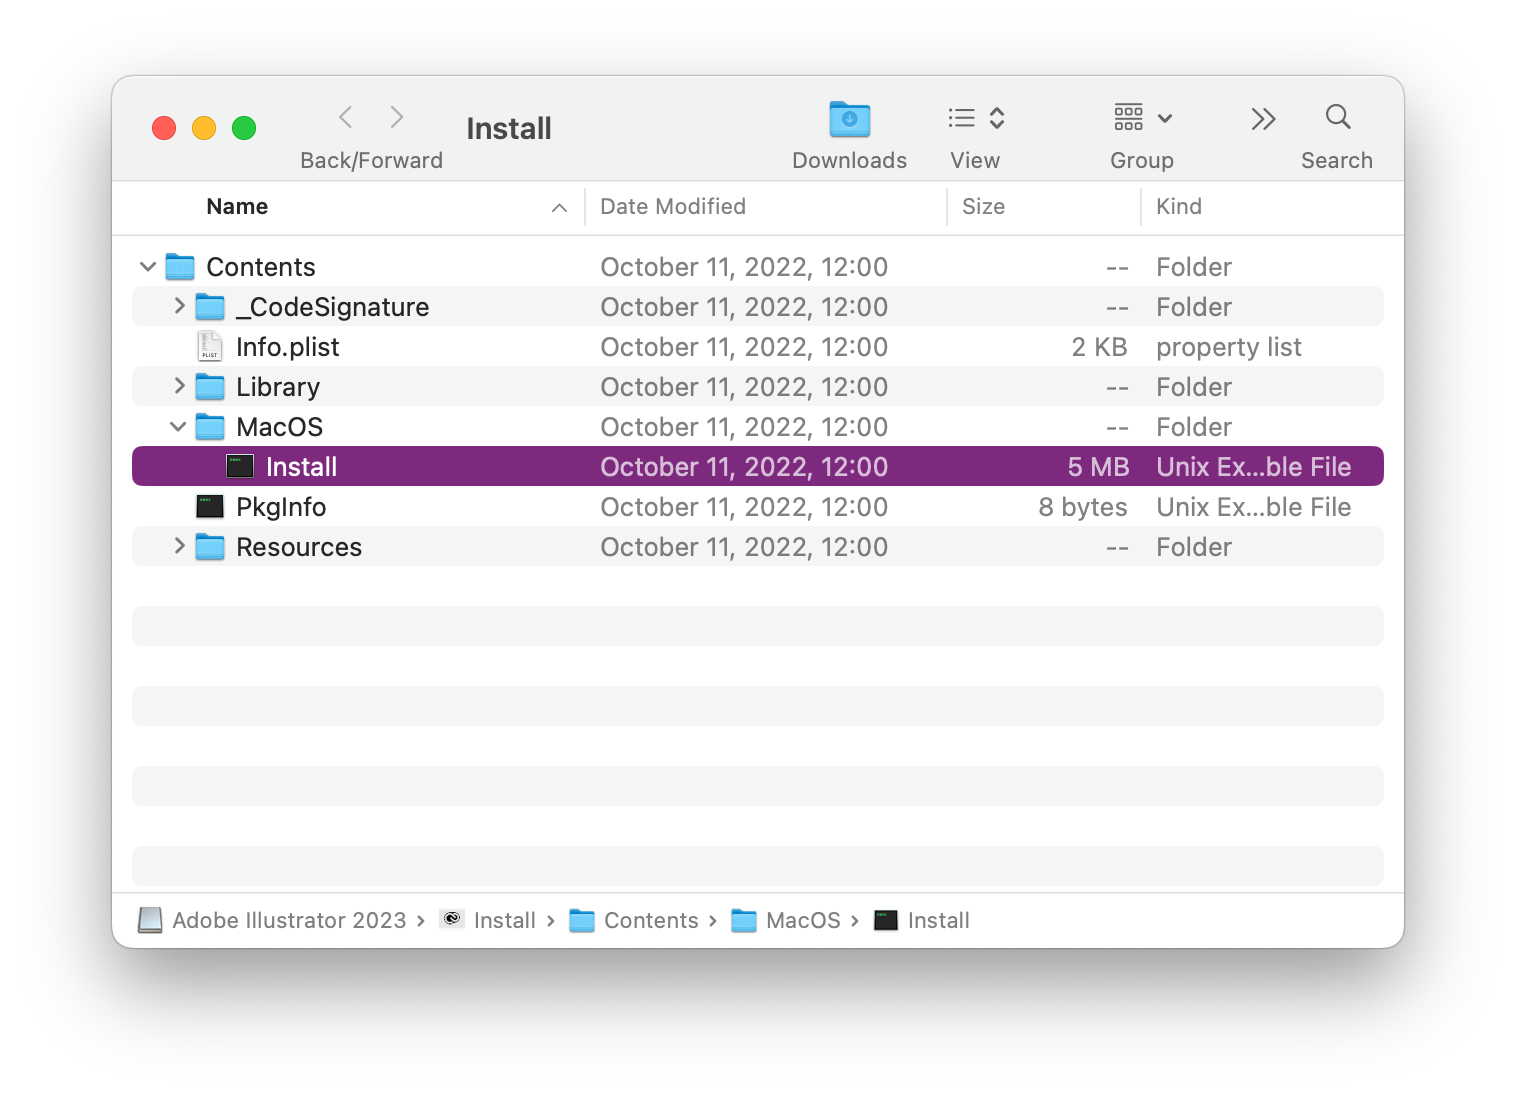 Install
Back/Forward
Downloads
View
Group
Search
Name Date Modified Size Kind
Contents October 11, 2022, 12:00 -- Folder
_CodeSignature October 11, 2022, 12:00 -- Folder
Info.plist October 11, 2022, 12:00 2 KB property list
Library October 11, 2022, 12:00 -- Folder
MacOS October 11, 2022, 12:00 -- Folder
Install October 11, 2022, 12:00 5 MB Unix Ex...ble File
PkgInfo October 11, 2022, 12:00 8 bytes Unix Ex...ble File
Resources October 11, 2022, 12:00 -- Folder
Adobe Illustrator 2023 › Install › Contents › MacOS › Install